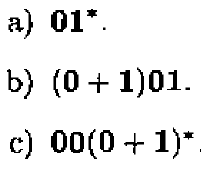 a) 01*.
b) (0 + 1)01.
c) 00(0 + 1)*.